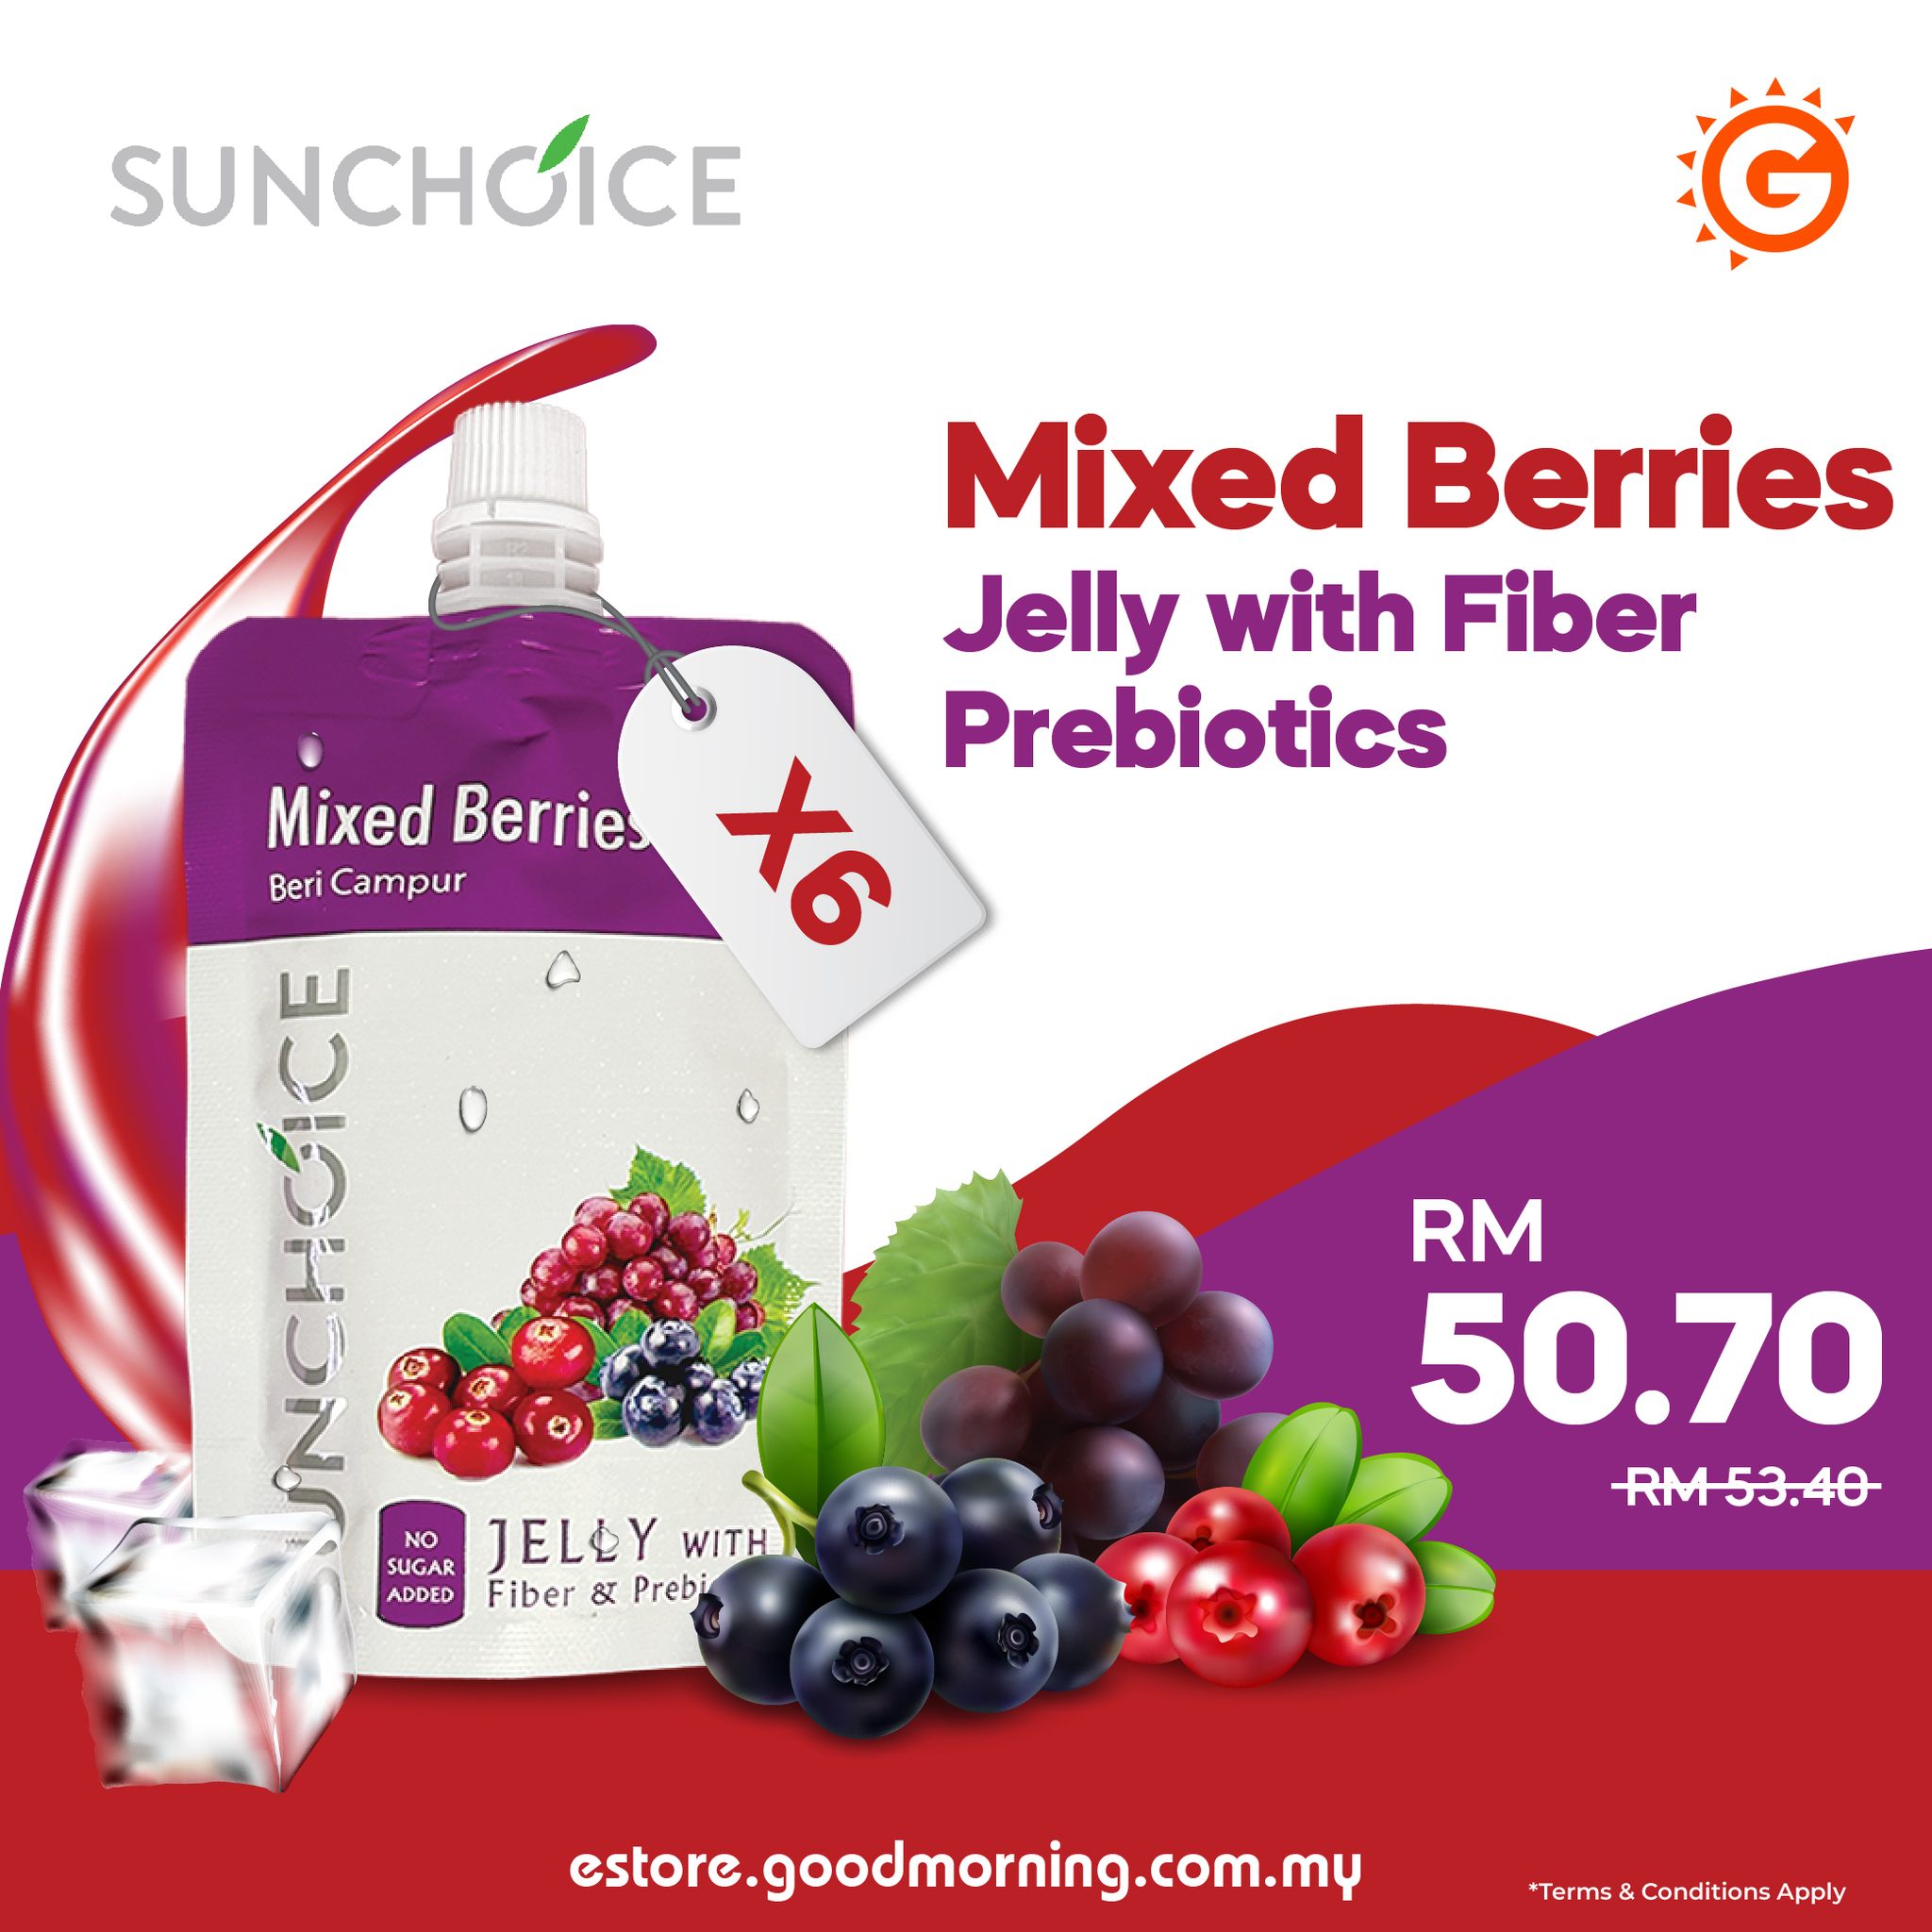 SUNCHOICE
G
Mixed Berries
Jelly with Fiber
Prebiotics
Mixed Berries
Beri Campur
X6
SUNCHOICE
NO
SUGAR
ADDED
JELLY WITH
Fiber &
RM
50.70
RM 53.40
estore.goodmorning.com.my
*Terms & Conditions Apply